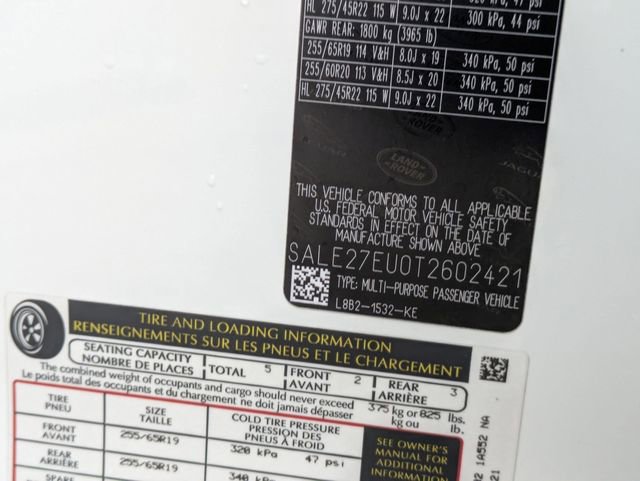 HL 275/45R22 115 W 9.0J x 22 300 kPa, 44 psi
GAWR REAR: 1800 kg (3965 lb)
255/65R19 114 V&H 8.0J x 19 340 kPa, 50 psi
255/60R20 113 V&H 8.5J x 20 340 kPa, 50 psi
HL 275/45R22 115 W 9.0J x 22 340 kPa, 50 psi
LAND ROVER
JAGUAR
THIS VEHICLE CONFORMS TO ALL APPLICABLE
U.S. FEDERAL MOTOR VEHICLE SAFETY
STANDARDS IN EFFECT ON THE DATE OF
MANUFACTURE SHOWN ABOVE
SALE27EU0T2602421
TYPE: MULTI-PURPOSE PASSENGER VEHICLE
L8B2-1532-KE
TIRE AND LOADING INFORMATION
RENSEIGNEMENTS SUR LES PNEUS ET LE CHARGEMENT
SEATING CAPACITY
NOMBRE DE PLACES
TOTAL 5
FRONT
AVANT 2
REAR
ARRIÈRE 3
The combined weight of occupants and cargo should never exceed 375 kg or 825 lbs.
Le poids total des occupants et du chargement ne doit jamais dépasser kg ou lb.
TIRE
PNEU
SIZE
TAILLE
COLD TIRE PRESSURE
PRESSION DES
PNEUS À FROID
FRONT
AVANT
255/65R19
320 kPa 47 psi
REAR
ARRIÈRE
255/65R19
340 kPa
SPARE
SEE OWNER'S
MANUAL FOR
ADDITIONAL
INFORMATION
1A552 NA